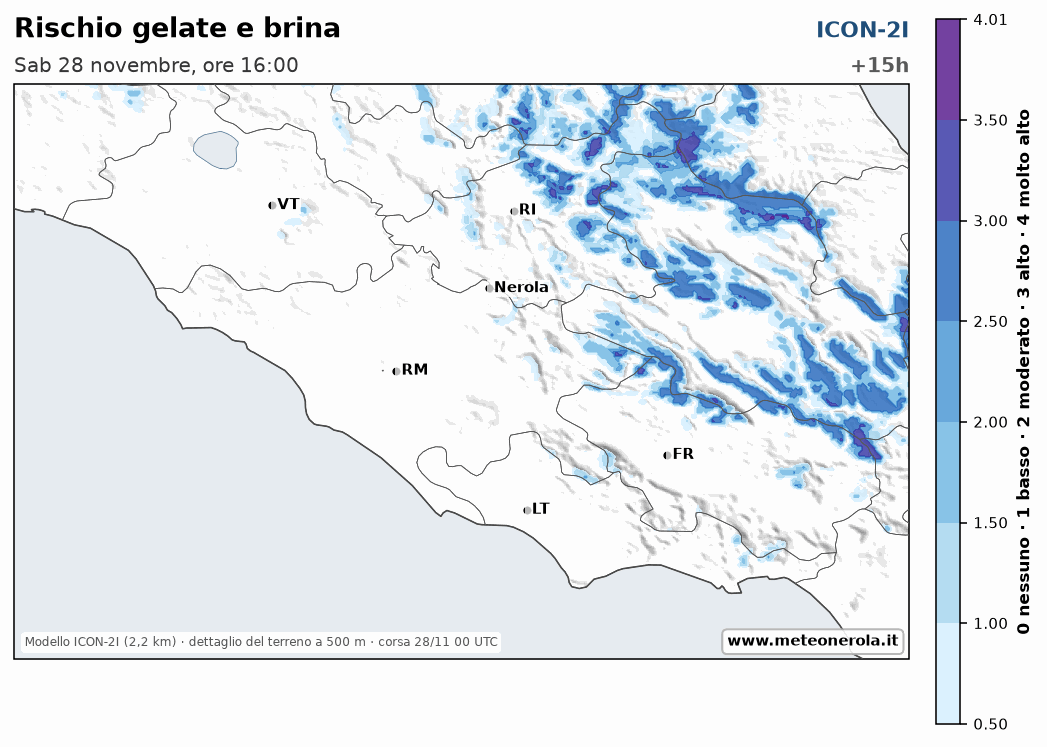 Rischio gelate e brina
ICON-2I
Sab 28 novembre, ore 16:00
+15h
4.01
3.50
3.00
2.50
2.00
1.50
1.00
0.50
0 nessuno · 1 basso · 2 moderato · 3 alto · 4 molto alto
VT
RI
Nerola
RM
FR
LT
Modello ICON-2I (2,2 km) · dettaglio del terreno a 500 m · corsa 28/11 00 UTC
www.meteonerola.it